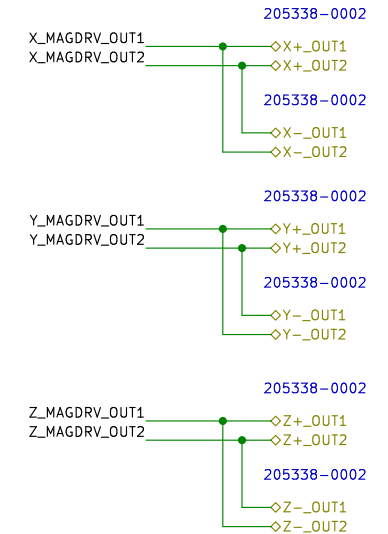 205338-0002
X_MAGDRV_OUT1
X+_OUT1
X_MAGDRV_OUT2
X+_OUT2
205338-0002
X-_OUT1
X-_OUT2
205338-0002
Y_MAGDRV_OUT1
Y+_OUT1
Y_MAGDRV_OUT2
Y+_OUT2
205338-0002
Y-_OUT1
Y-_OUT2
205338-0002
Z_MAGDRV_OUT1
Z+_OUT1
Z_MAGDRV_OUT2
Z+_OUT2
205338-0002
Z-_OUT1
Z-_OUT2